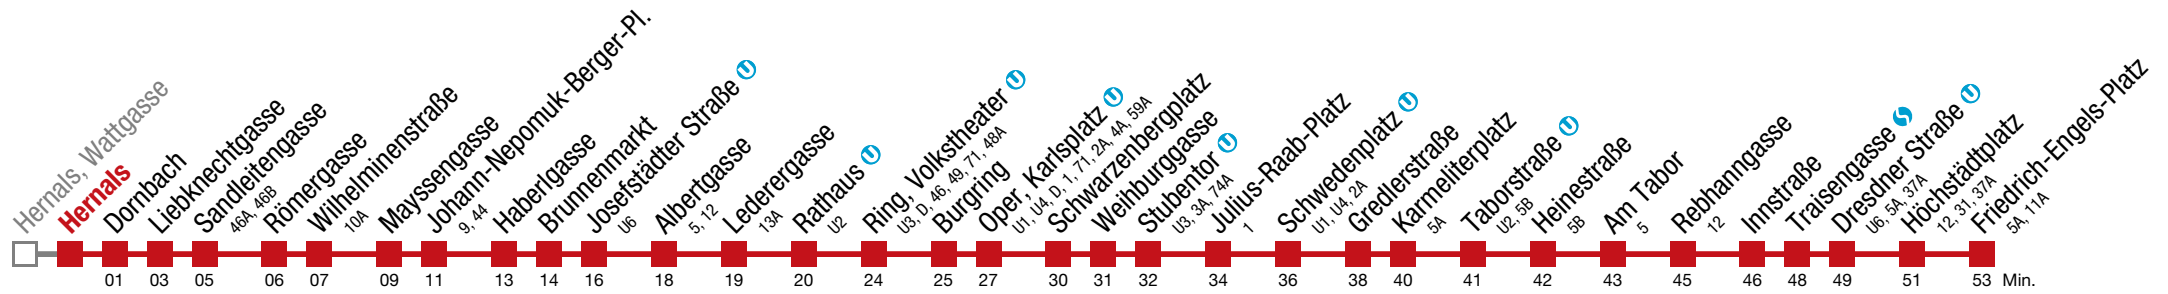 Hernals, Wattgasse
Hernals
Dornbach
Liebknechtgasse
Sandleitengasse
46A, 46B
Römergasse
Wilhelminenstraße
10A
Mayssengasse
Johann-Nepomuk-Berger-Pl.
9, 44
Haberlgasse
Brunnenmarkt
Josefstädter Straße U
U6
Albertgasse
5, 12
Lederergasse
13A
Rathaus U
U2
Ring, Volkstheater U
U3, D, 46, 49, 71, 48A
Burgring
Oper, Karlsplatz U
U1, U4, D, 1, 71, 2A, 4A, 59A
Schwarzenbergplatz
Weihburggasse
Stubentor U
U3, 3A, 74A
Julius-Raab-Platz
1
Schwedenplatz U
U1, U4, 2A
Gredlerstraße
Karmeliterplatz
5A
Taborstraße U
U2, 5B
Heinestraße
5B
Am Tabor
5
Rebhanngasse
12
Innstraße
Traisengasse S
Dresdner Straße U
U6, 5A, 37A
Höchstädtplatz
12, 31, 37A
Friedrich-Engels-Platz
5A, 11A
01 03 05 06 07 09 11 13 14 16 18 19 20 24 25 27 30 31 32 34 36 38 40 41 42 43 45 46 48 49 51 53 Min.